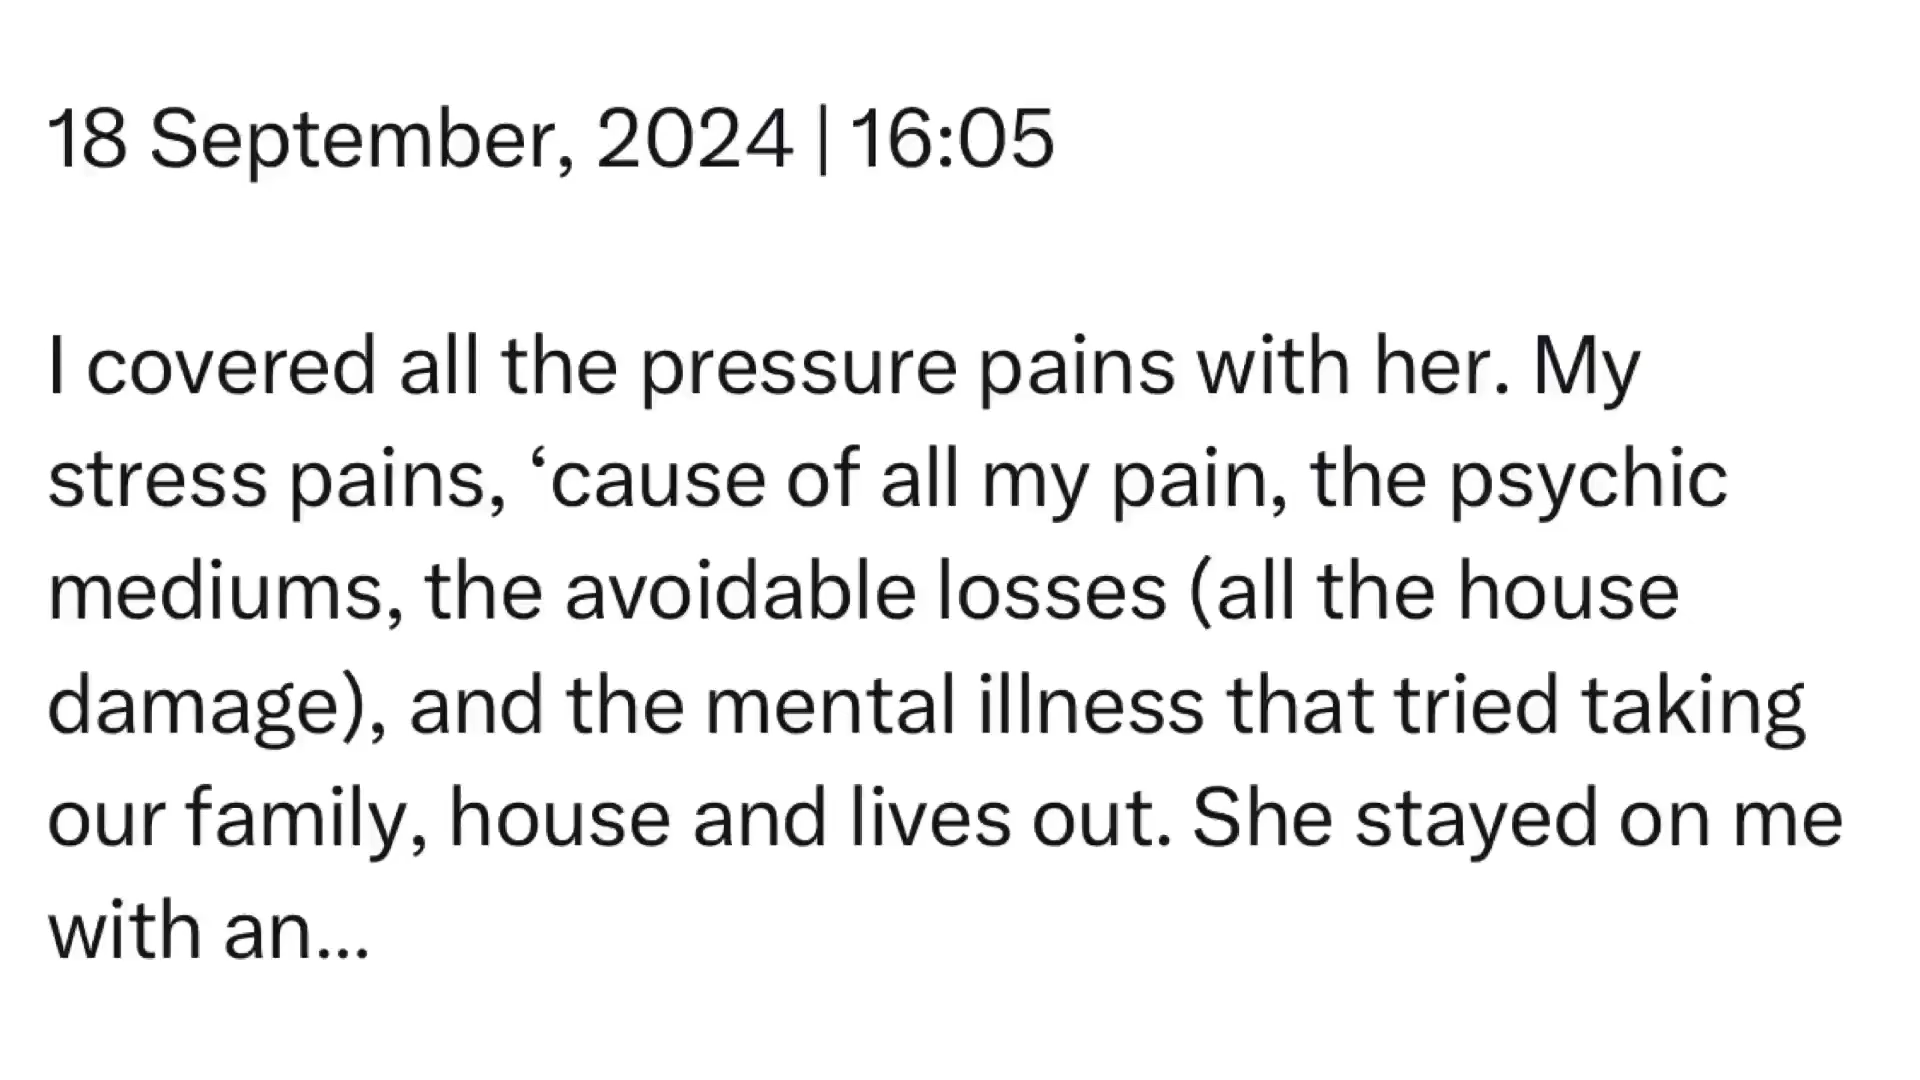 18 September, 2024 | 16:05
I covered all the pressure pains with her. My
stress pains, ‘cause of all my pain, the psychic
mediums, the avoidable losses (all the house
damage), and the mental illness that tried taking
our family, house and lives out. She stayed on me
with an...